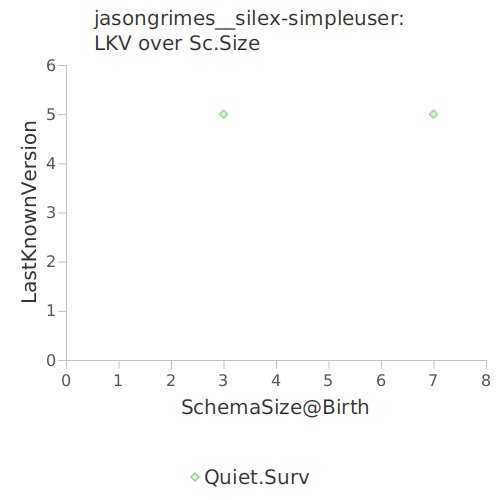 jasongrimes__silex-simpleuser:
LKV over Sc.Size
6
5
4
3
2
1
0
LastKnownVersion
0 1 2 3 4 5 6 7 8
SchemaSize@Birth
Quiet.Surv